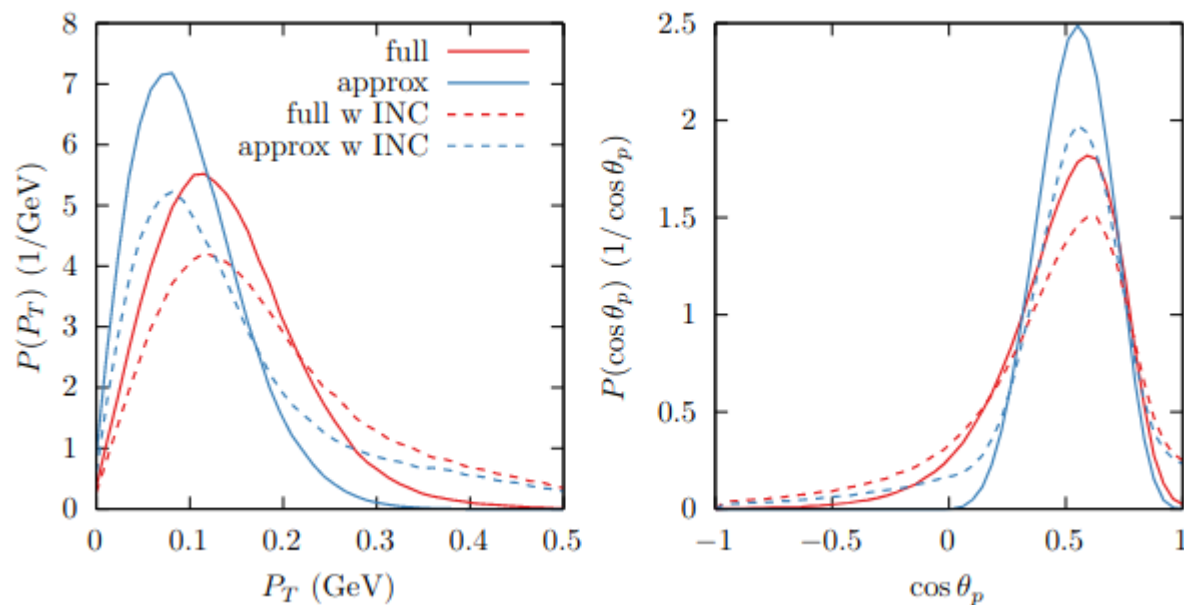 8
7
6
5
4
3
2
1
0
P(P_T) (1/GeV)
full
approx
full w INC
approx w INC
0 0.1 0.2 0.3 0.4 0.5
P_T (GeV)
2.5
2
1.5
1
0.5
0
P(cos θ_p) (1/ cos θ_p)
−1 −0.5 0 0.5 1
cos θ_p